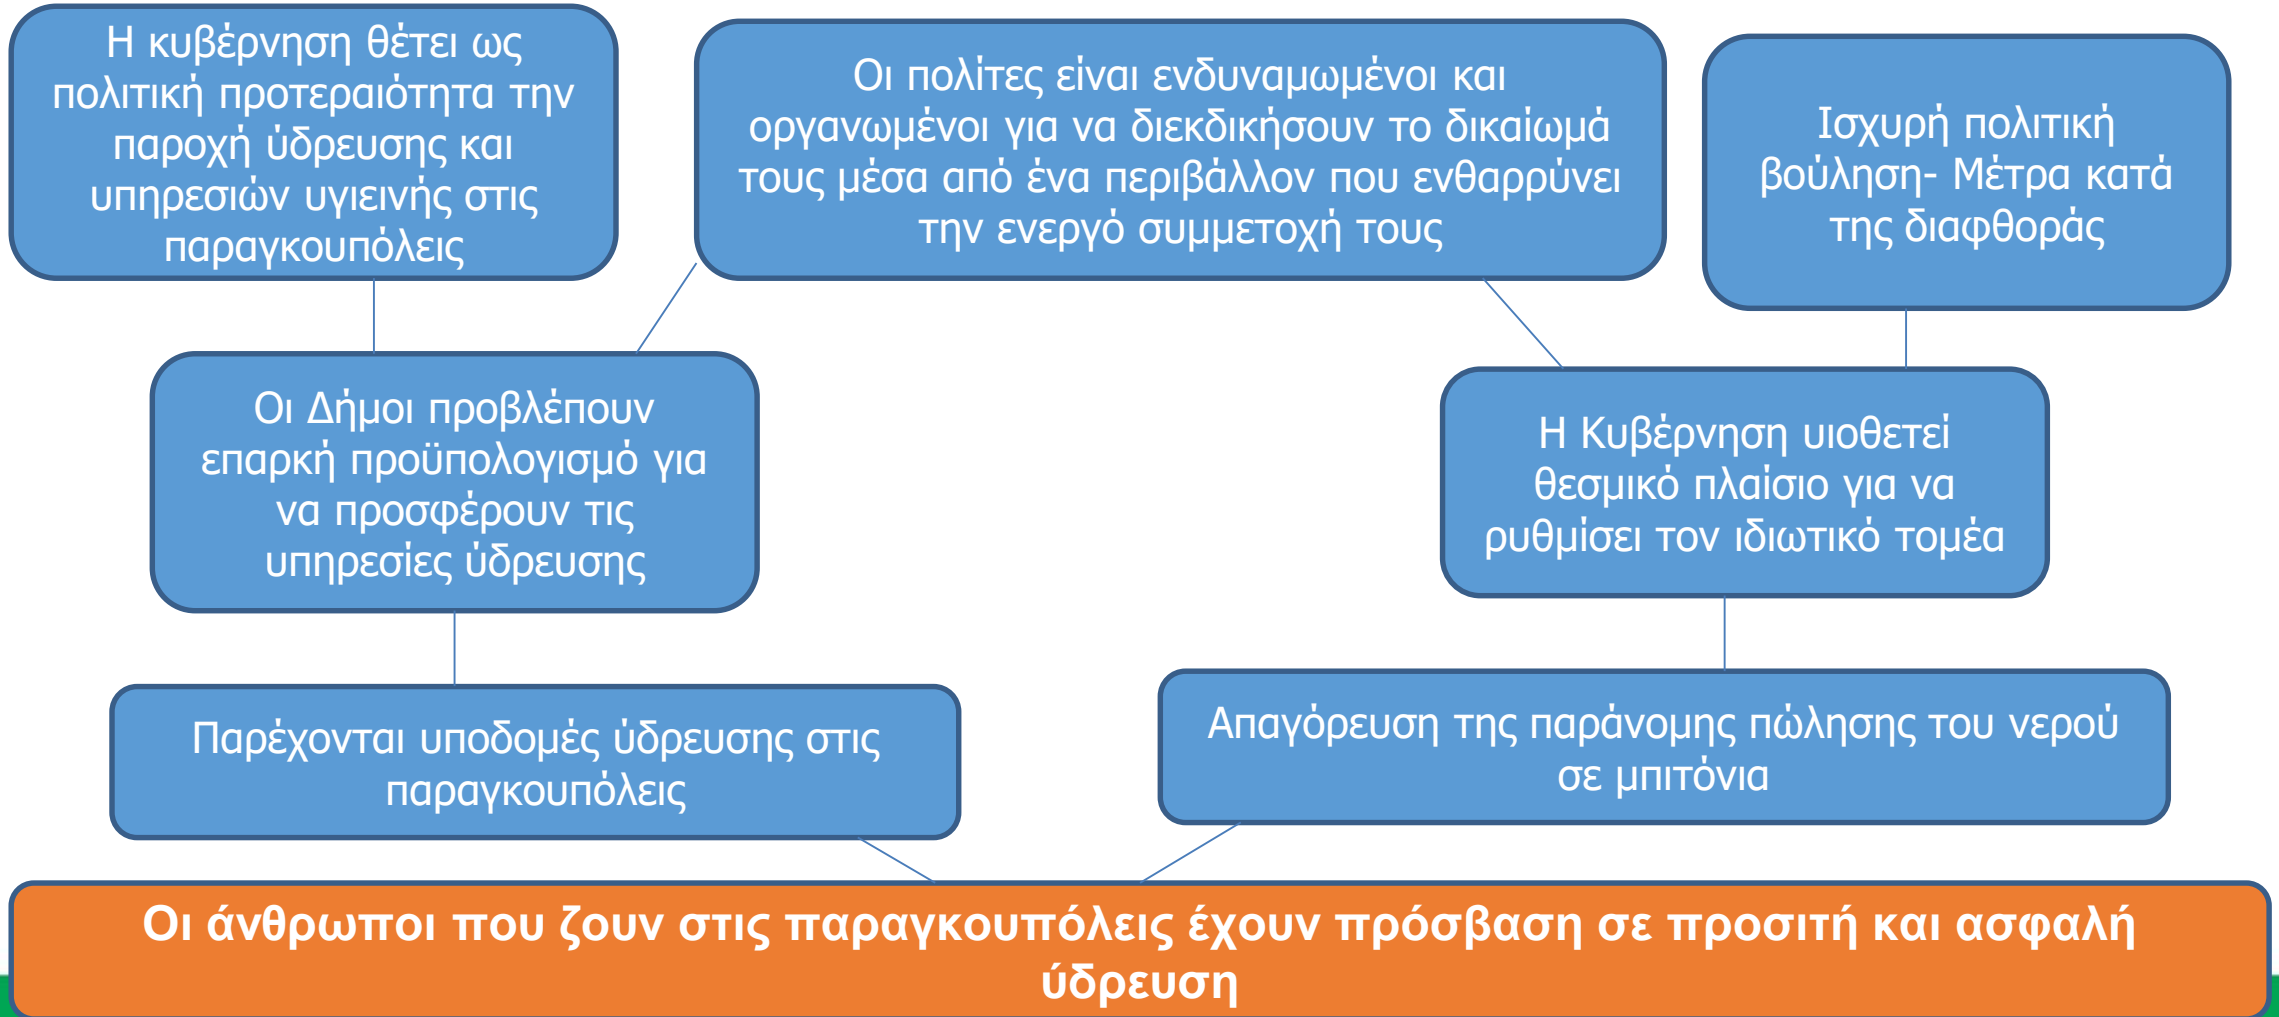 Η κυβέρνηση θέτει ως
πολιτική προτεραιότητα την
παροχή ύδρευσης και
υπηρεσιών υγιεινής στις
παραγκουπόλεις
Οι πολίτες είναι ενδυναμωμένοι και
οργανωμένοι για να διεκδικήσουν το δικαίωμά
τους μέσα από ένα περιβάλλον που ενθαρρύνει
την ενεργό συμμετοχή τους
Ισχυρή πολιτική
βούληση- Μέτρα κατά
της διαφθοράς
Οι Δήμοι προβλέπουν
επαρκή προϋπολογισμό για
να προσφέρουν τις
υπηρεσίες ύδρευσης
Η Κυβέρνηση υιοθετεί
θεσμικό πλαίσιο για να
ρυθμίσει τον ιδιωτικό τομέα
Παρέχονται υποδομές ύδρευσης στις
παραγκουπόλεις
Απαγόρευση της παράνομης πώλησης του νερού
σε μπιτόνια
Οι άνθρωποι που ζουν στις παραγκουπόλεις έχουν πρόσβαση σε προσιτή και ασφαλή
ύδρευση